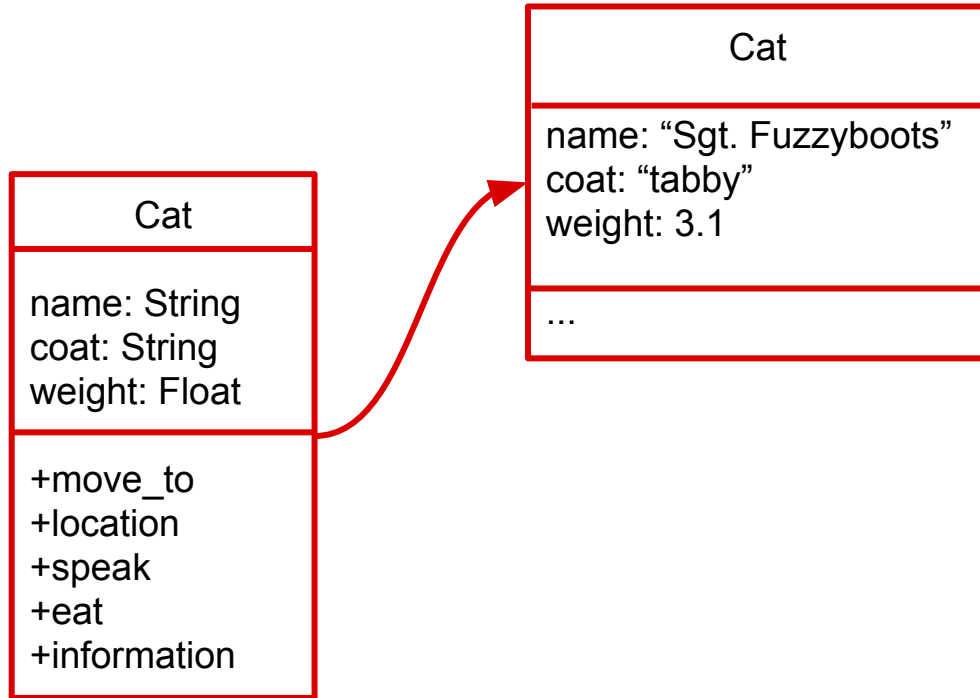 Cat
name: String
coat: String
weight: Float
+move_to
+location
+speak
+eat
+information
Cat
name: “Sgt. Fuzzyboots”
coat: “tabby”
weight: 3.1
...